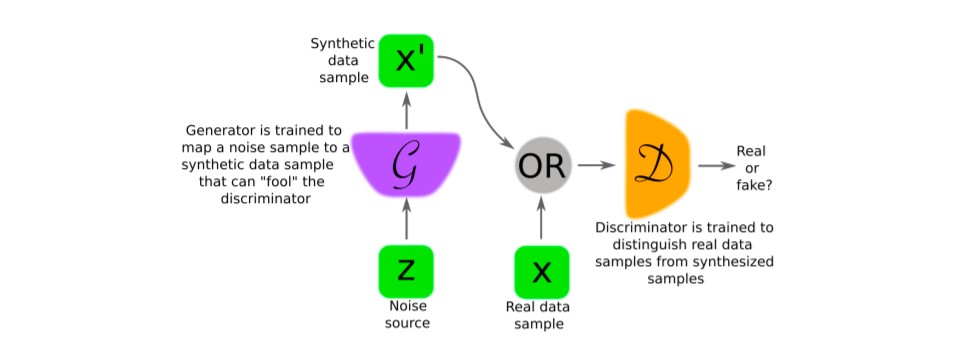 Synthetic
data
sample
x'
Generator is trained to
map a noise sample to a
synthetic data sample
that can "fool" the
discriminator
G
z
Noise
source
OR
x
Real data
sample
D
Real
or
fake?
Discriminator is trained to
distinguish real data
samples from synthesized
samples